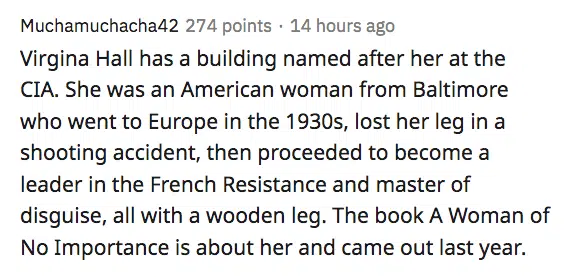 Muchamuchacha42 274 points · 14 hours ago
Virgina Hall has a building named after her at the
CIA. She was an American woman from Baltimore
who went to Europe in the 1930s, lost her leg in a
shooting accident, then proceeded to become a
leader in the French Resistance and master of
disguise, all with a wooden leg. The book A Woman of
No Importance is about her and came out last year.